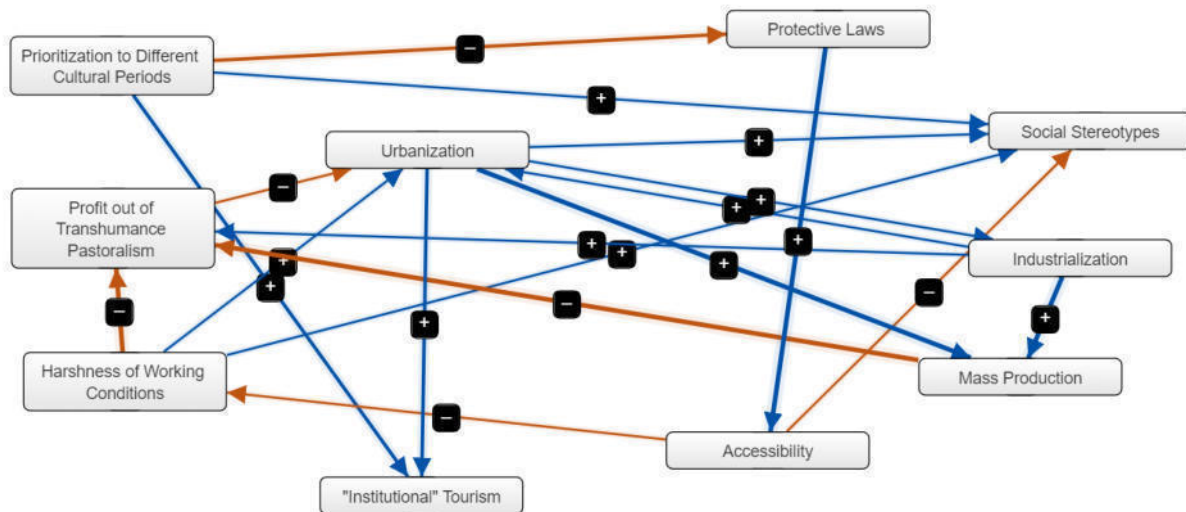 Protective Laws
Prioritization to Different
Cultural Periods
−
+
Social Stereotypes
Urbanization
+
−
Profit out of
Transhumance
Pastoralism
+
+
+
+
+
+
Industrialization
+
+
+
−
−
−
+
+
Harshness of Working
Conditions
Mass Production
−
Accessibility
"Institutional" Tourism